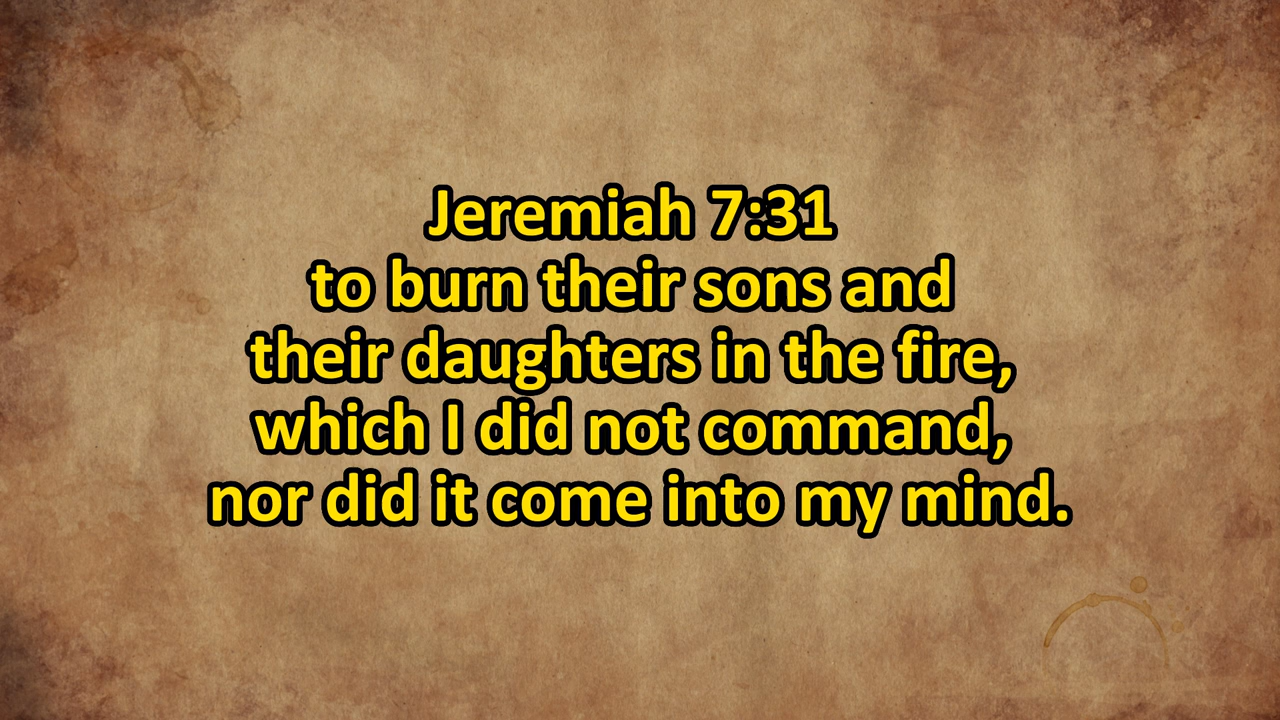 Jeremiah 7:31
to burn their sons and
their daughters in the fire,
which I did not command,
nor did it come into my mind.